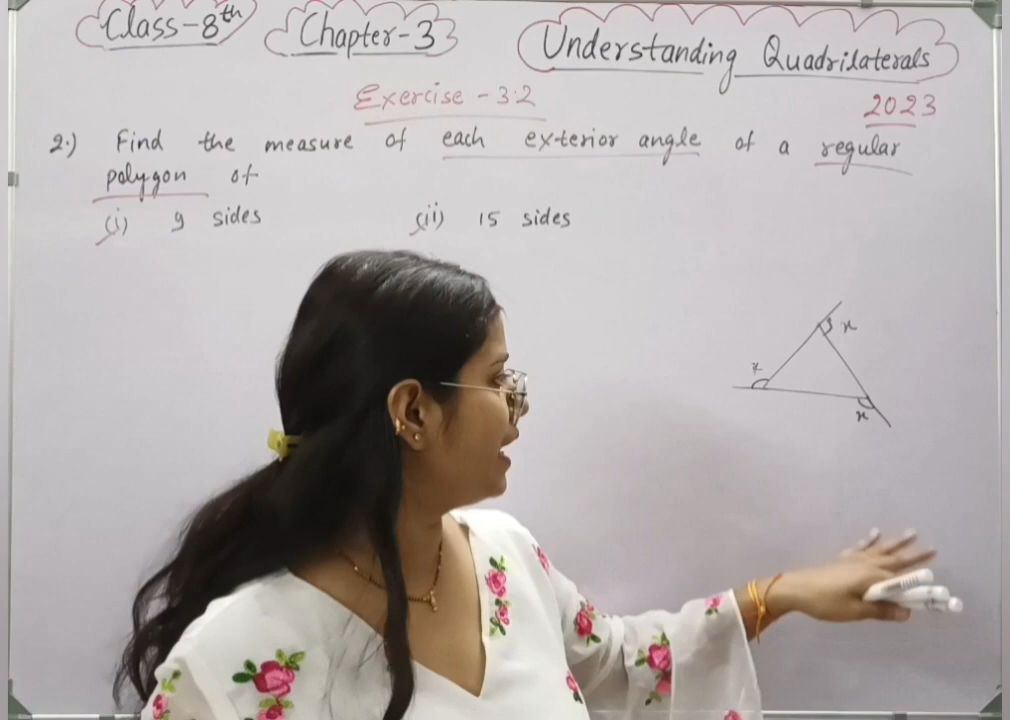 Class-8th Chapter-3 Understanding Quadrilaterals
Exercise - 3.2 2023
2.) Find the measure of each exterior angle of a regular
polygon of
(i) 9 sides (ii) 15 sides
x
x
x